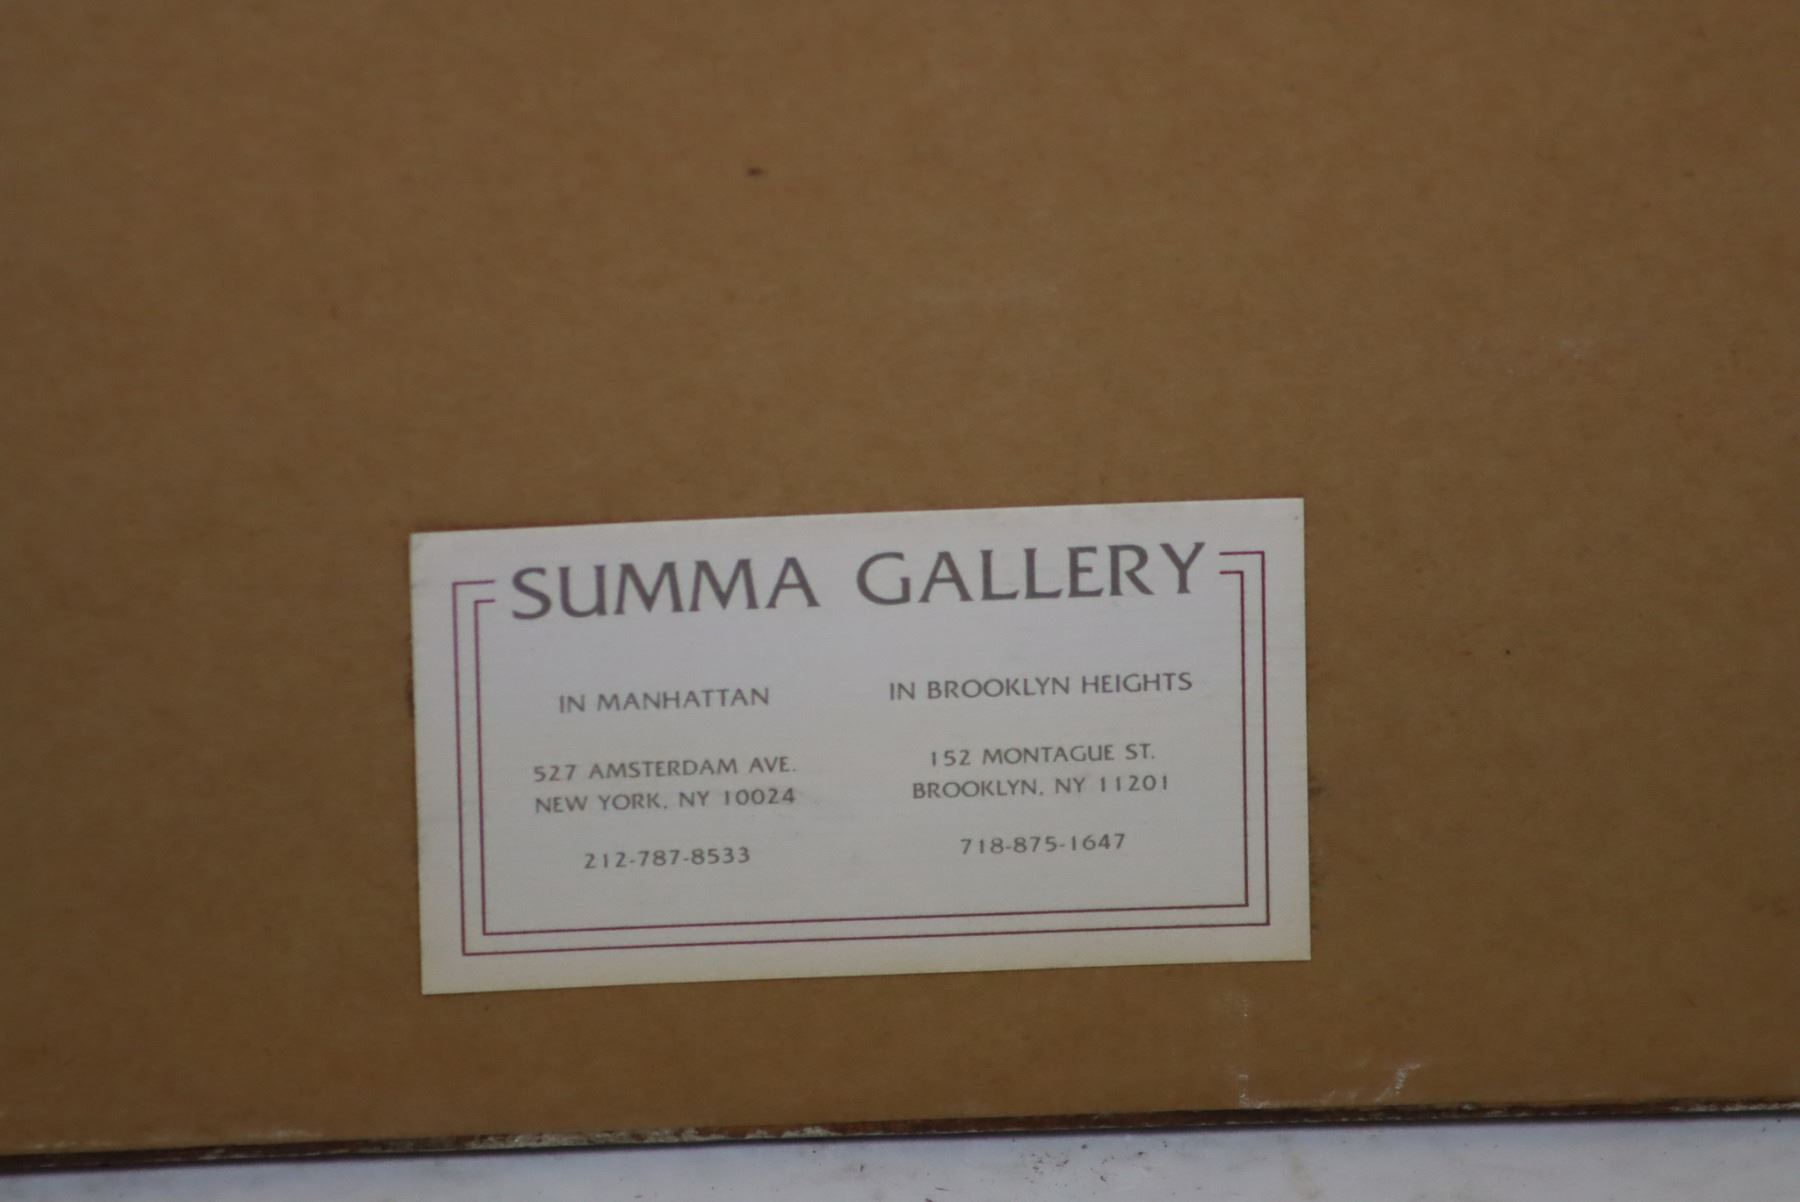 SUMMA GALLERY
IN MANHATTAN
527 AMSTERDAM AVE.
NEW YORK, NY 10024
212-787-8533
IN BROOKLYN HEIGHTS
152 MONTAGUE ST.
BROOKLYN, NY 11201
718-875-1647